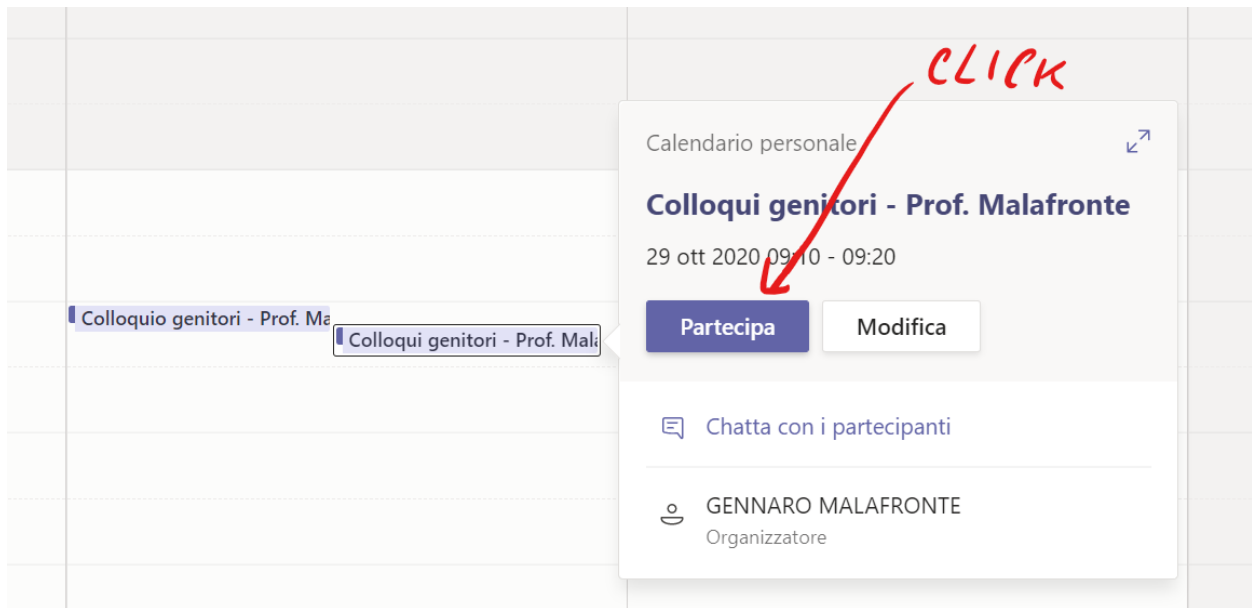 CLICK
Calendario personale
Colloqui genitori - Prof. Malafronte
29 ott 2020 09:10 - 09:20
Colloquio genitori - Prof. Ma
Colloqui genitori - Prof. Mala
Partecipa
Modifica
Chatta con i partecipanti
GENNARO MALAFRONTE
Organizzatore